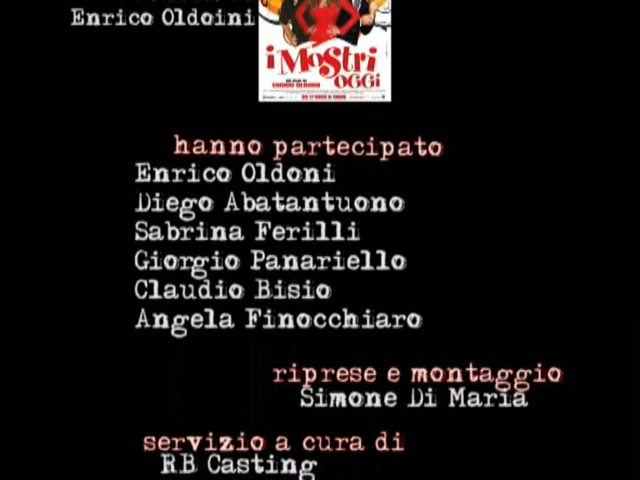 Enrico Oldoini
i MoStri
OGGi
hanno partecipato
Enrico Oldoni
Diego Abatantuono
Sabrina Ferilli
Giorgio Panariello
Claudio Bisio
Angela Finocchiaro
riprese e montaggio
Simone Di Maria
servizio a cura di
RB Casting